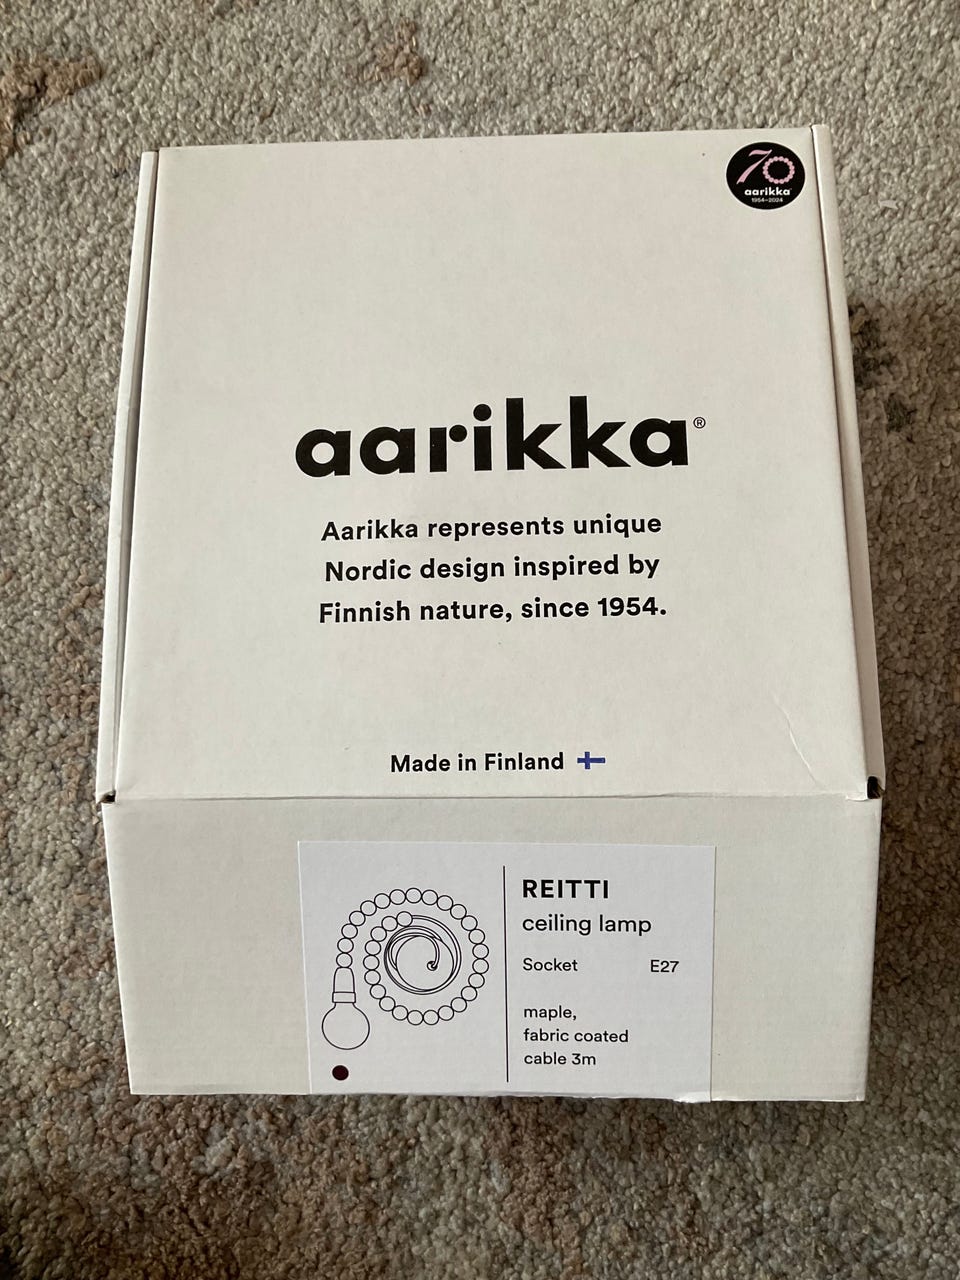 70
aarikka
1954–2024
aarikka®
Aarikka represents unique
Nordic design inspired by
Finnish nature, since 1954.
Made in Finland
REITTI
ceiling lamp
Socket E27
maple,
fabric coated
cable 3m